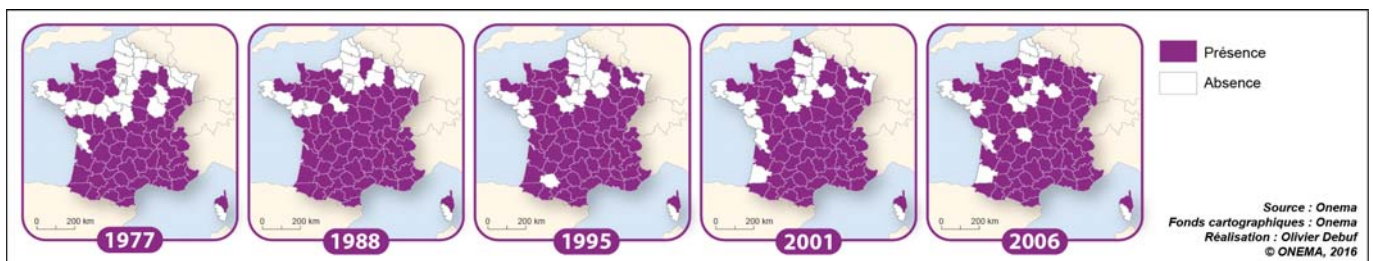 0 200 km
1977
0 200 km
1988
0 200 km
1995
0 200 km
2001
0 200 km
2006
Présence
Absence
Source : Onema
Fonds cartographiques : Onema
Réalisation : Olivier Debuf
© ONEMA, 2016